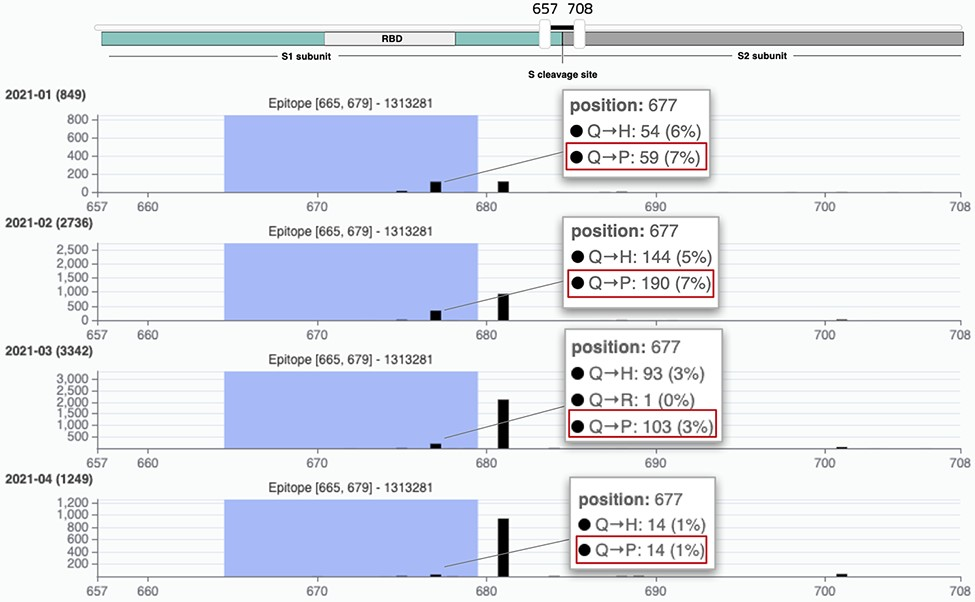 657 708
RBD
S1 subunit S2 subunit
S cleavage site
2021-01 (849)
Epitope [665, 679] - 1313281
800
600
400
200
0
657 660 670 680 690 700 708
position: 677
Q→H: 54 (6%)
Q→P: 59 (7%)
2021-02 (2736)
Epitope [665, 679] - 1313281
2,500
2,000
1,500
1,000
500
0
657 660 670 680 690 700 708
position: 677
Q→H: 144 (5%)
Q→P: 190 (7%)
2021-03 (3342)
Epitope [665, 679] - 1313281
3,000
2,500
2,000
1,500
1,000
500
657 660 670 680 690 700 708
position: 677
Q→H: 93 (3%)
Q→R: 1 (0%)
Q→P: 103 (3%)
2021-04 (1249)
Epitope [665, 679] - 1313281
1,200
1,000
800
600
400
200
657 660 670 680 690 700 708
position: 677
Q→H: 14 (1%)
Q→P: 14 (1%)